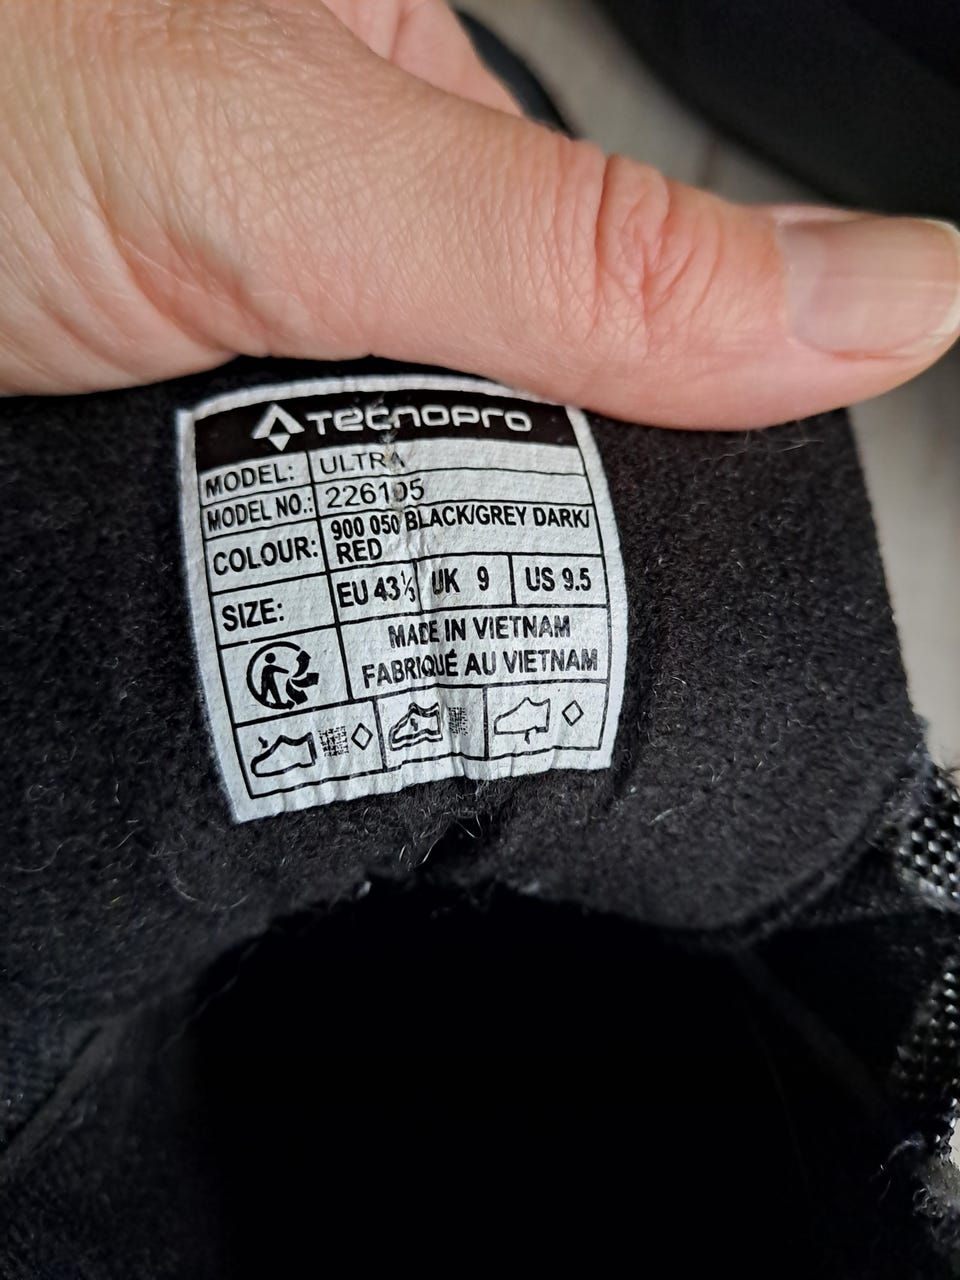 TECNOPRO
MODEL: ULTRA
MODEL NO.: 226105
COLOUR: 900 050 BLACK/GREY DARK/
RED
SIZE: EU 43⅓ UK 9 US 9.5
MADE IN VIETNAM
FABRIQUÉ AU VIETNAM